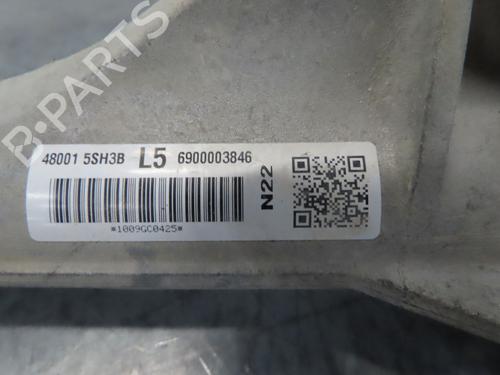 B-PARTS
48001 5SH3B L5 6900003846
N22
*1009GC0425*